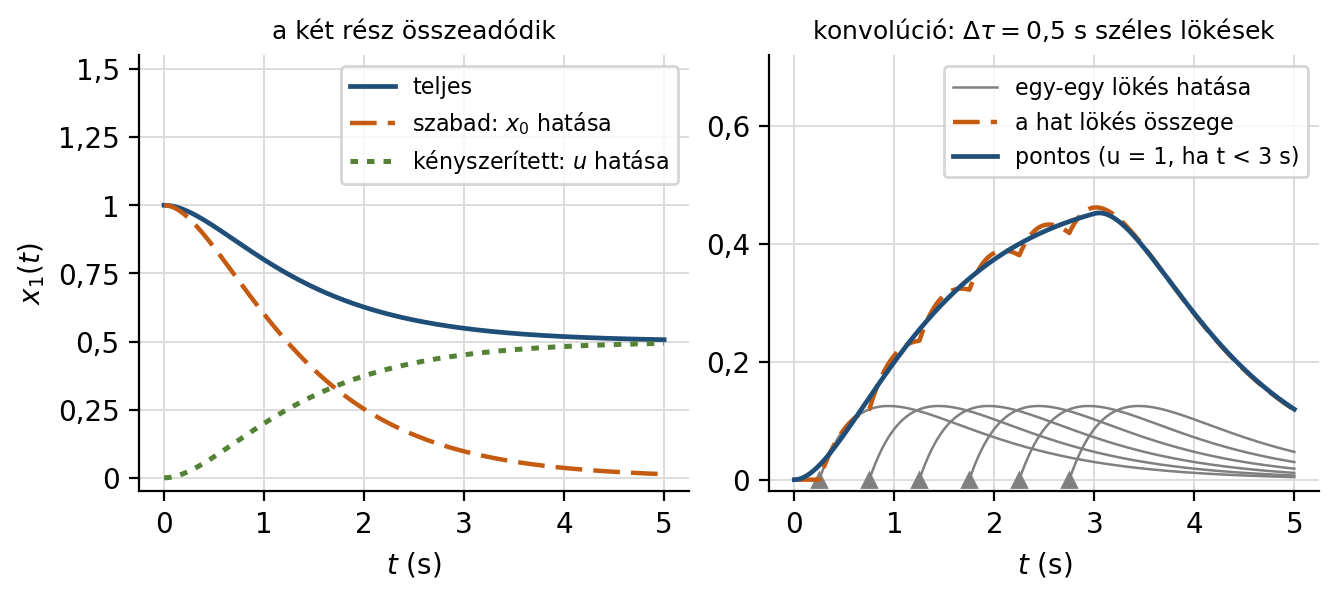 a két rész összeadódik
1,5
1,25
1
0,75
0,5
0,25
0
x₁(t)
teljes
szabad: x₀ hatása
kényszerített: u hatása
0 1 2 3 4 5
t (s)
konvolúció: Δτ = 0,5 s széles lökések
0,6
0,4
0,2
0
egy-egy lökés hatása
a hat lökés összege
pontos (u = 1, ha t < 3 s)
0 1 2 3 4 5
t (s)